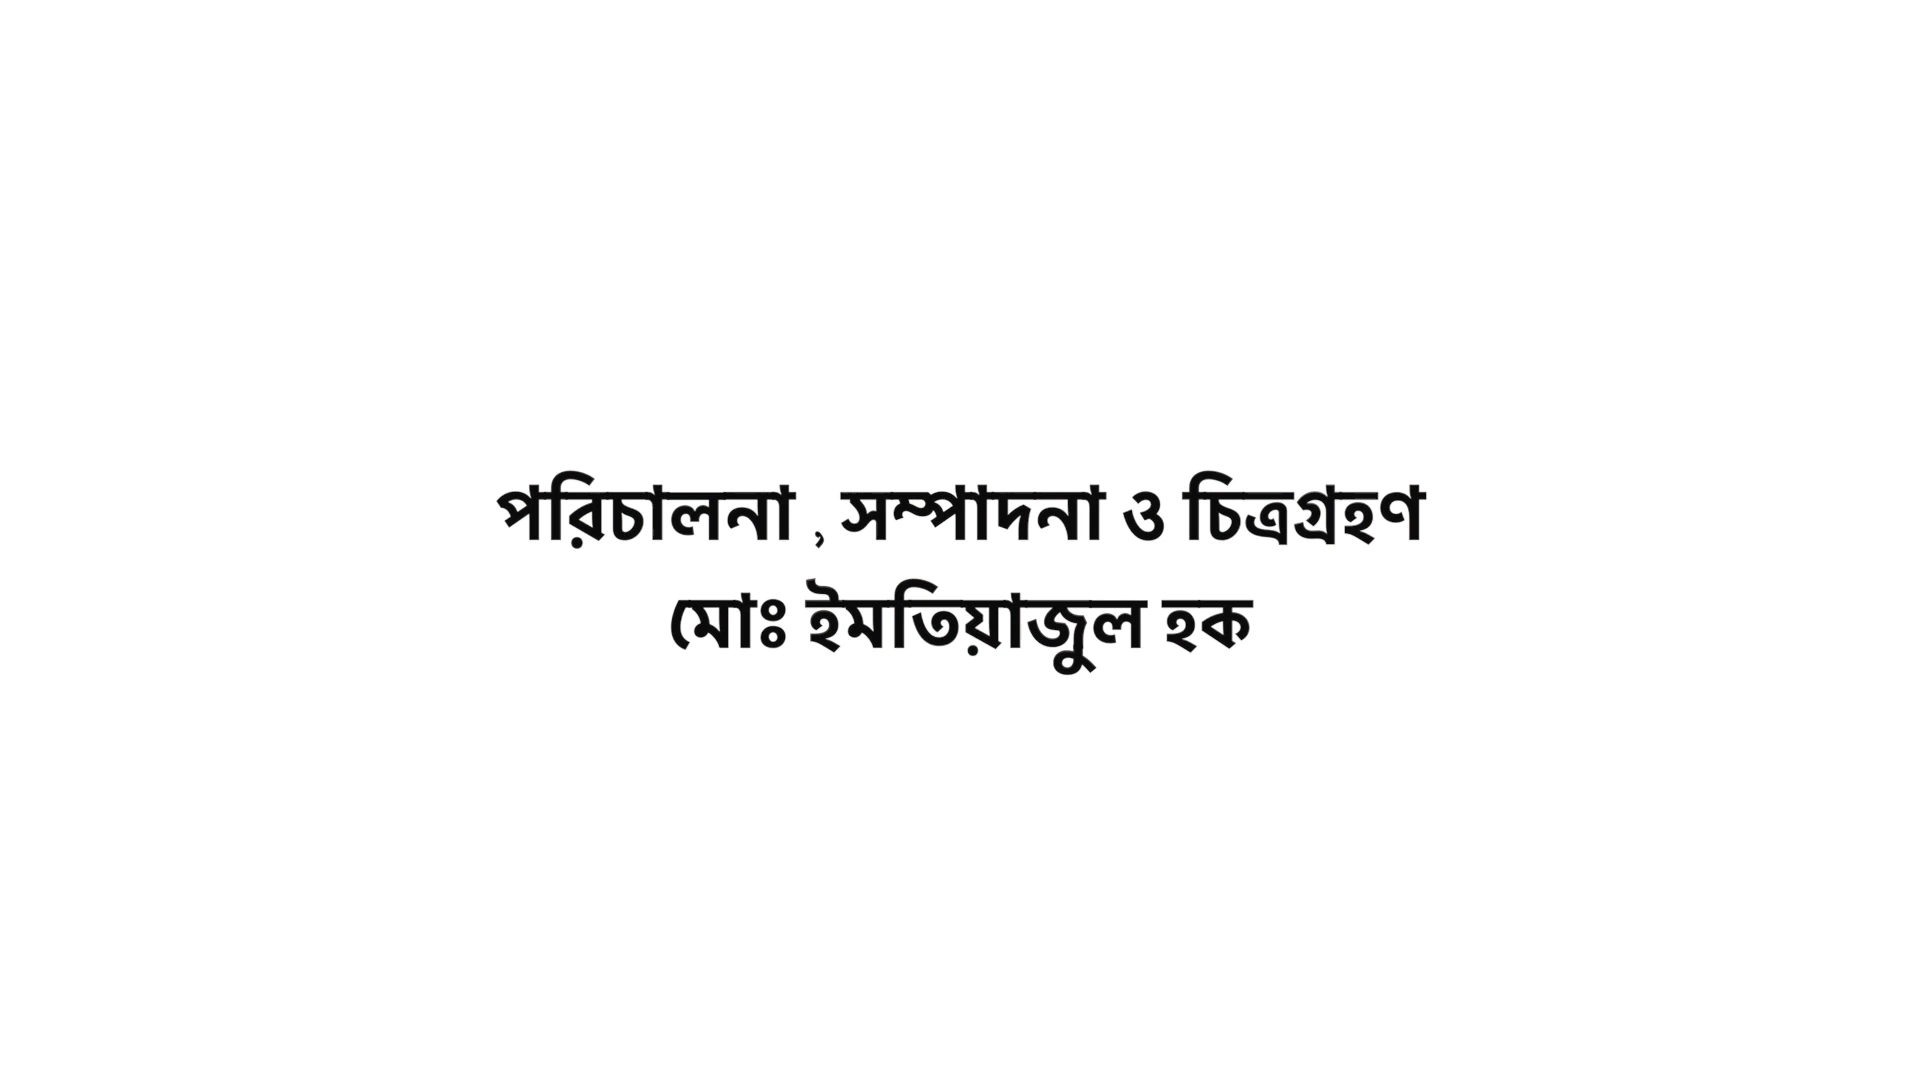 পরিচালনা , সম্পাদনা ও চিত্রগ্রহণ
মোঃ ইমতিয়াজুল হক